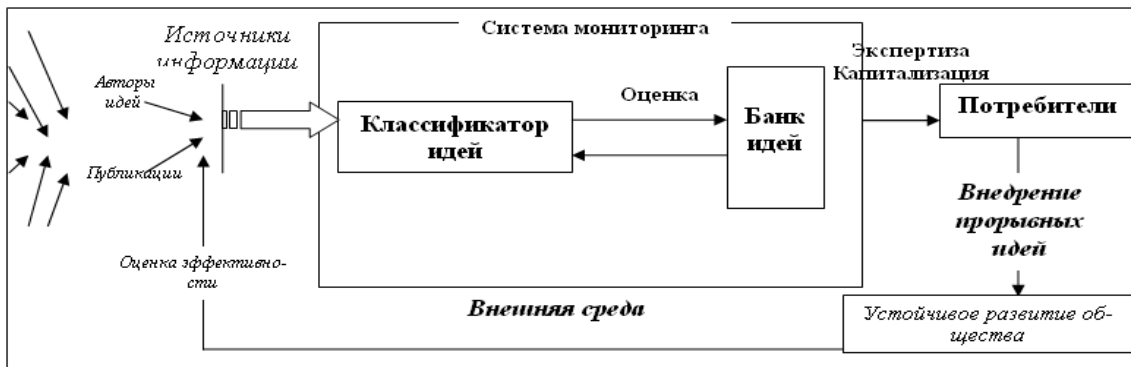 Источники
информации
Авторы
идей
Публикации
Оценка эффективно-
сти
Система мониторинга
Классификатор
идей
Оценка
Банк
идей
Экспертиза
Капитализация
Потребители
Внедрение
прорывных
идей
Внешняя среда
Устойчивое развитие об-
щества